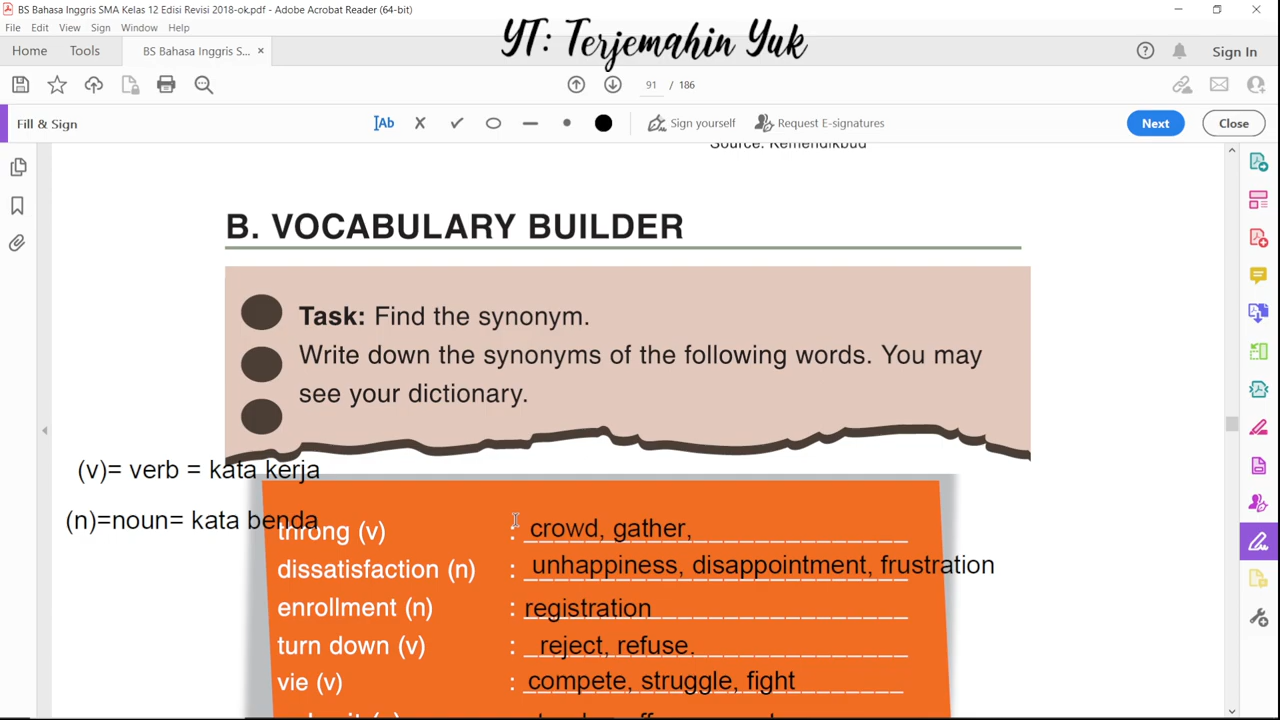 BS Bahasa Inggris SMA Kelas 12 Edisi Revisi 2018-ok.pdf - Adobe Acrobat Reader (64-bit)
YT: Terjemahin Yuk
File Edit View Sign Window Help
Home Tools BS Bahasa Inggris S... × Sign In
91 / 186
Fill & Sign Ab Sign yourself Request E-signatures Next Close
Source: Kemendikbud
B. VOCABULARY BUILDER
Task: Find the synonym.
Write down the synonyms of the following words. You may
see your dictionary.
(v)= verb = kata kerja
(n)=noun= kata benda
throng (v) : crowd, gather,
dissatisfaction (n) : unhappiness, disappointment, frustration
enrollment (n) : registration
turn down (v) : reject, refuse.
vie (v) : compete, struggle, fight